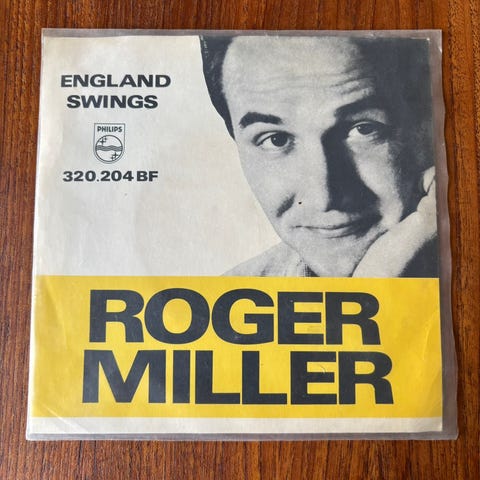 ENGLAND
SWINGS
PHILIPS
320.204 BF
ROGER
MILLER